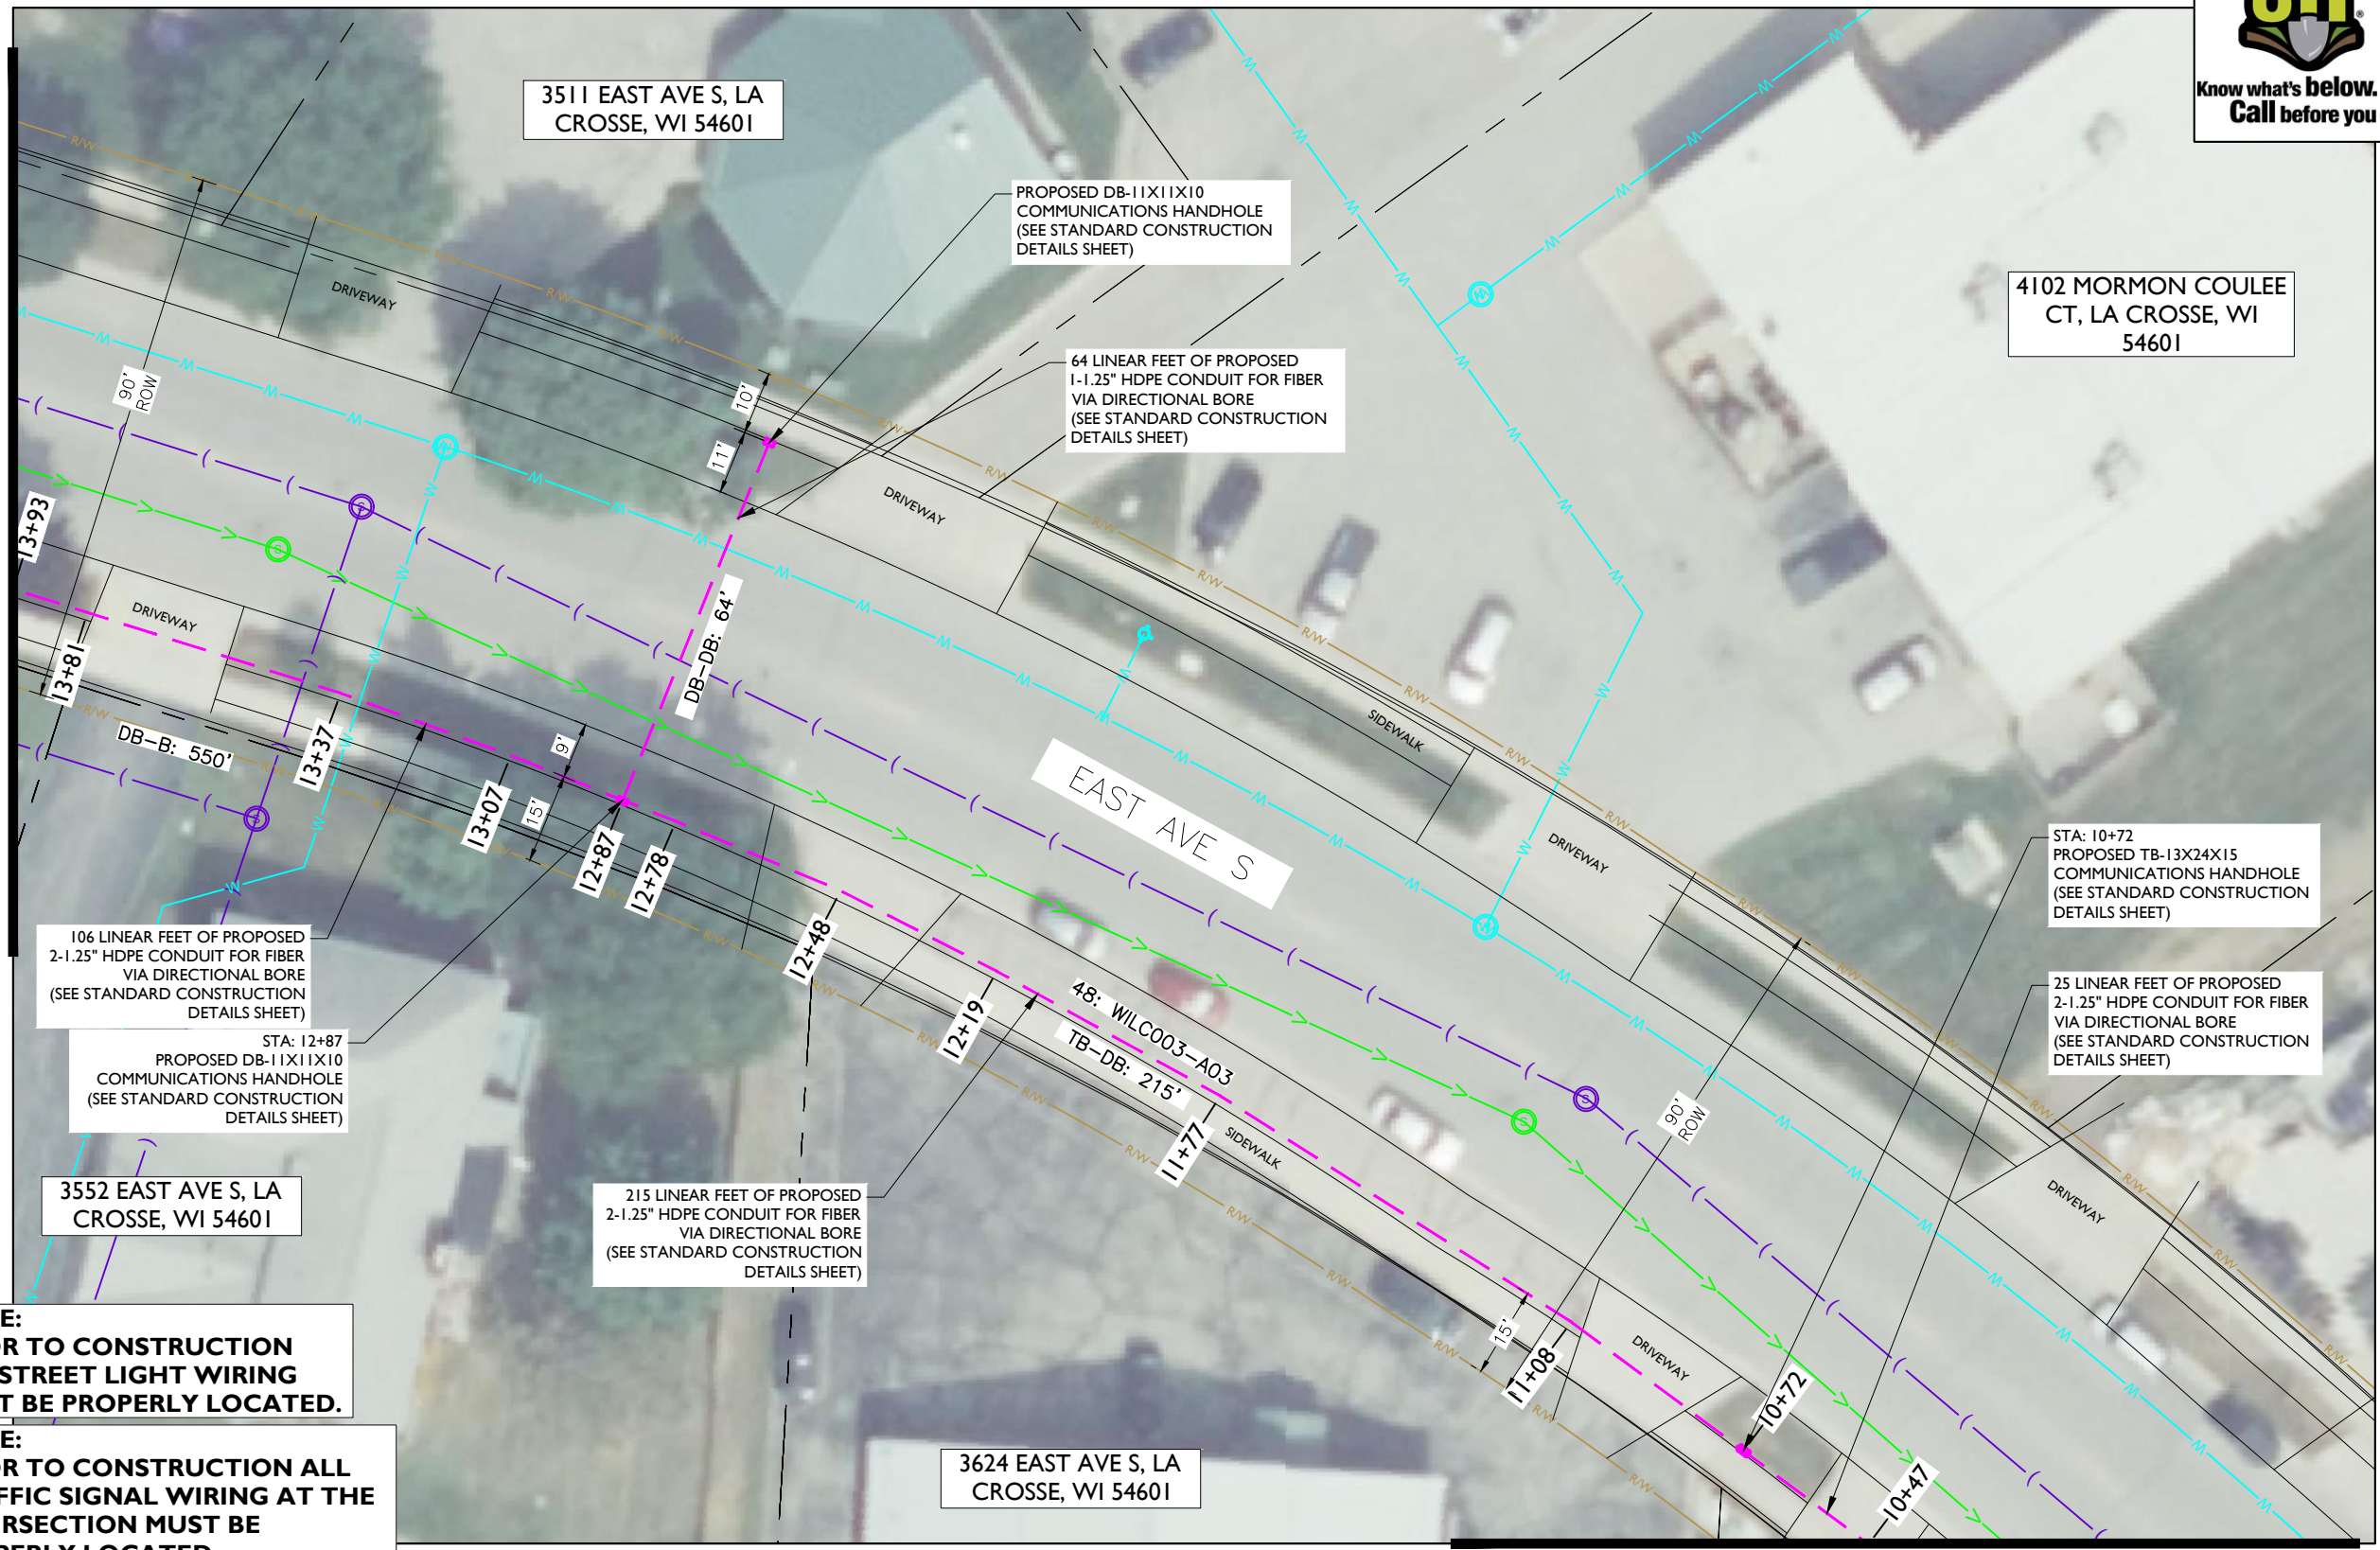 Know what's below.
Call before you
3511 EAST AVE S, LA
CROSSE, WI 54601
PROPOSED DB-11X11X10
COMMUNICATIONS HANDHOLE
(SEE STANDARD CONSTRUCTION
DETAILS SHEET)
4102 MORMON COULEE
CT, LA CROSSE, WI
54601
64 LINEAR FEET OF PROPOSED
1-1.25" HDPE CONDUIT FOR FIBER
VIA DIRECTIONAL BORE
(SEE STANDARD CONSTRUCTION
DETAILS SHEET)
DRIVEWAY
90'
ROW
10'
11'
DRIVEWAY
13+93
DRIVEWAY
13+81
DB-DB: 64'
DB-B: 550'
13+37
9'
15'
13+07
12+87
12+78
SIDEWALK
EAST AVE S
DRIVEWAY
STA: 10+72
PROPOSED TB-13X24X15
COMMUNICATIONS HANDHOLE
(SEE STANDARD CONSTRUCTION
DETAILS SHEET)
106 LINEAR FEET OF PROPOSED
2-1.25" HDPE CONDUIT FOR FIBER
VIA DIRECTIONAL BORE
(SEE STANDARD CONSTRUCTION
DETAILS SHEET)
12+48
12+19
48: WILC003-A03
TB-DB: 215'
25 LINEAR FEET OF PROPOSED
2-1.25" HDPE CONDUIT FOR FIBER
VIA DIRECTIONAL BORE
(SEE STANDARD CONSTRUCTION
DETAILS SHEET)
STA: 12+87
PROPOSED DB-11X11X10
COMMUNICATIONS HANDHOLE
(SEE STANDARD CONSTRUCTION
DETAILS SHEET)
11+77
SIDEWALK
90'
ROW
3552 EAST AVE S, LA
CROSSE, WI 54601
215 LINEAR FEET OF PROPOSED
2-1.25" HDPE CONDUIT FOR FIBER
VIA DIRECTIONAL BORE
(SEE STANDARD CONSTRUCTION
DETAILS SHEET)
DRIVEWAY
15'
11+08
DRIVEWAY
10+72
10+47
E:
OR TO CONSTRUCTION
STREET LIGHT WIRING
T BE PROPERLY LOCATED.
E:
OR TO CONSTRUCTION ALL
FFIC SIGNAL WIRING AT THE
RSECTION MUST BE
3624 EAST AVE S, LA
CROSSE, WI 54601